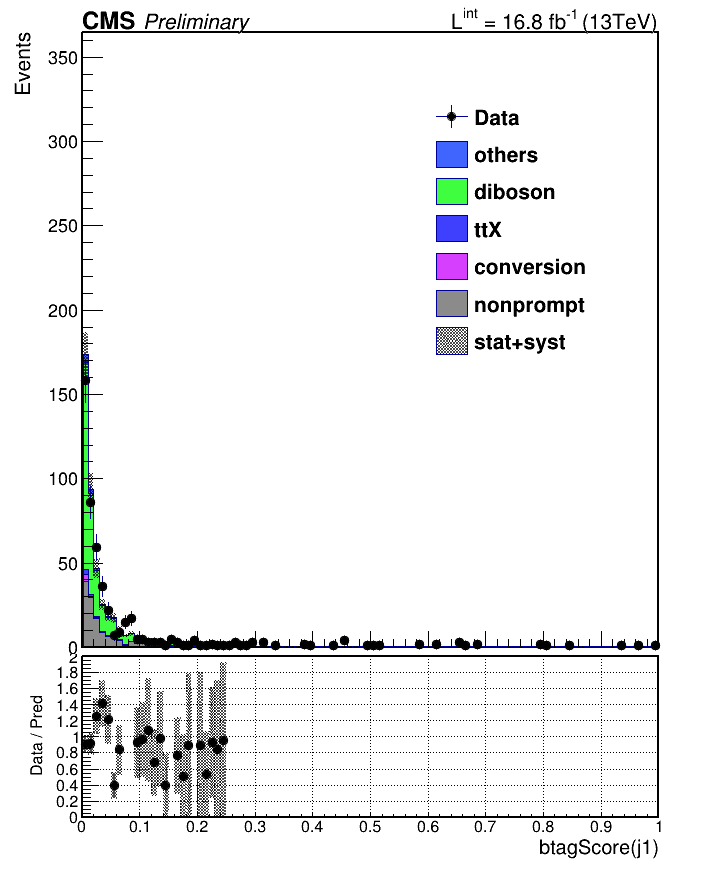 CMS Preliminary L^int = 16.8 fb^-1 (13TeV)
Events
350
300
250
200
150
100
50
0
Data
others
diboson
ttX
conversion
nonprompt
stat+syst
Data / Pred
2
1.8
1.6
1.4
1.2
1
0.8
0.6
0.4
0.2
0
0 0.1 0.2 0.3 0.4 0.5 0.6 0.7 0.8 0.9 1
btagScore(j1)